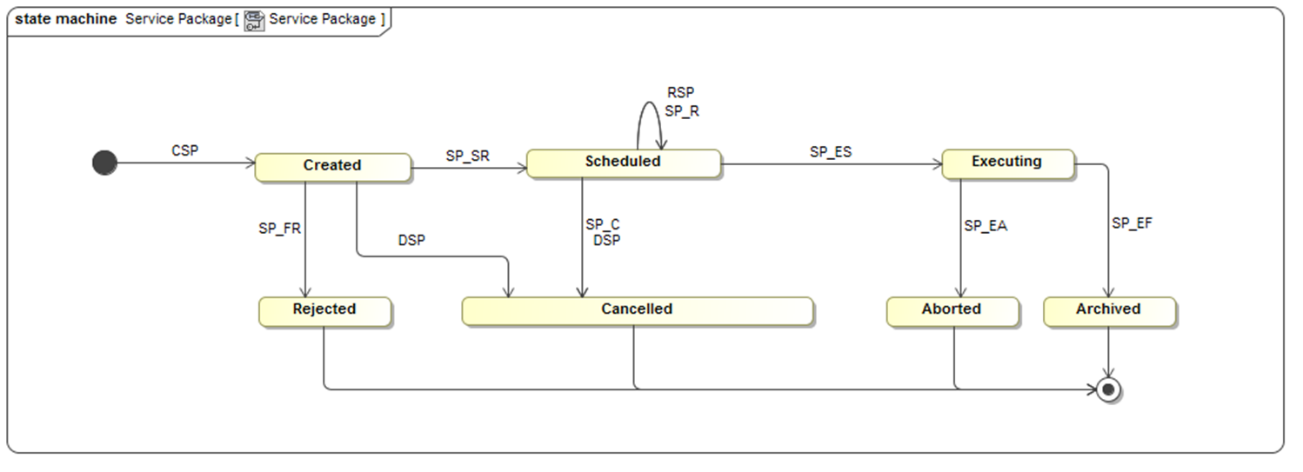 state machine Service Package [ Service Package ]
RSP
SP_R
CSP
Created
SP_SR
Scheduled
SP_ES
Executing
SP_FR
DSP
SP_C
DSP
SP_EA
SP_EF
Rejected
Cancelled
Aborted
Archived